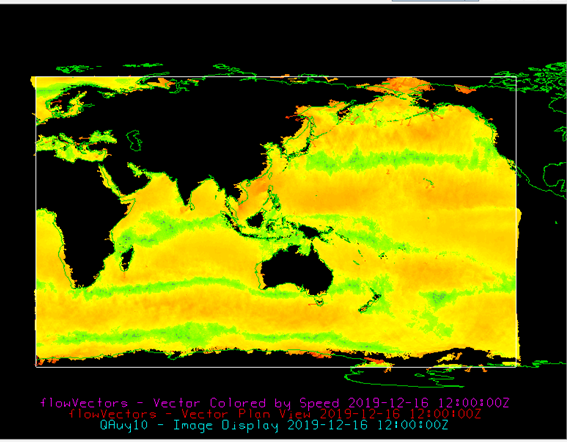 flowVectors - Vector Colored by Speed 2019-12-16 12:00:00Z
flowVectors - Vector Plan View 2019-12-16 12:00:00Z
QAuy10 - Image Display 2019-12-16 12:00:00Z